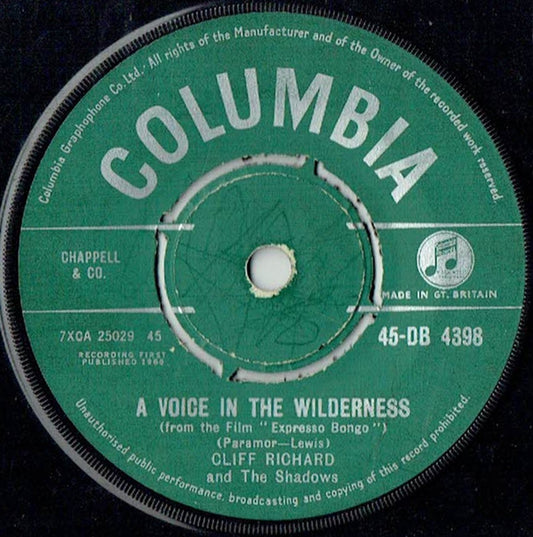 Columbia Graphophone Co. Ltd. All rights of the Manufacturer and of the Owner of the recorded work reserved.
COLUMBIA
CHAPPELL
& CO.
MADE IN GT. BRITAIN
7XCA 25029 45
45-DB 4398
RECORDING FIRST
PUBLISHED 1960
A VOICE IN THE WILDERNESS
(from the Film "Expresso Bongo")
(Paramor—Lewis)
CLIFF RICHARD
and The Shadows
Unauthorised public performance, broadcasting and copying of this record prohibited.